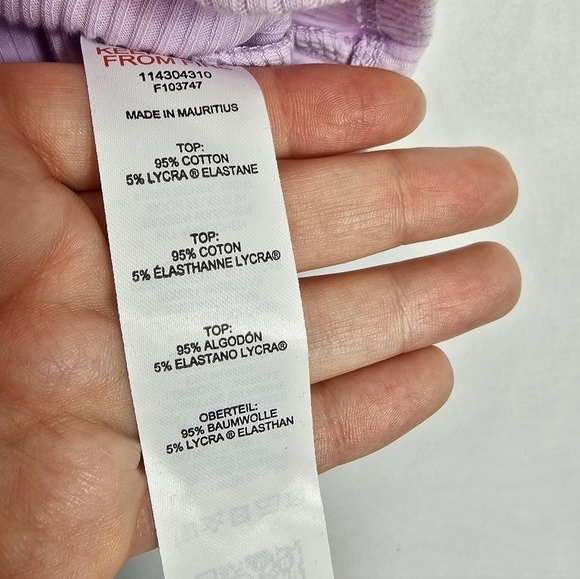 FROM
114304310
F103747
MADE IN MAURITIUS
TOP:
95% COTTON
5% LYCRA ® ELASTANE
TOP:
95% COTON
5% ÉLASTHANNE LYCRA®
TOP:
95% ALGODÓN
5% ELASTANO LYCRA®
OBERTEIL:
95% BAUMWOLLE
5% LYCRA ® ELASTHAN